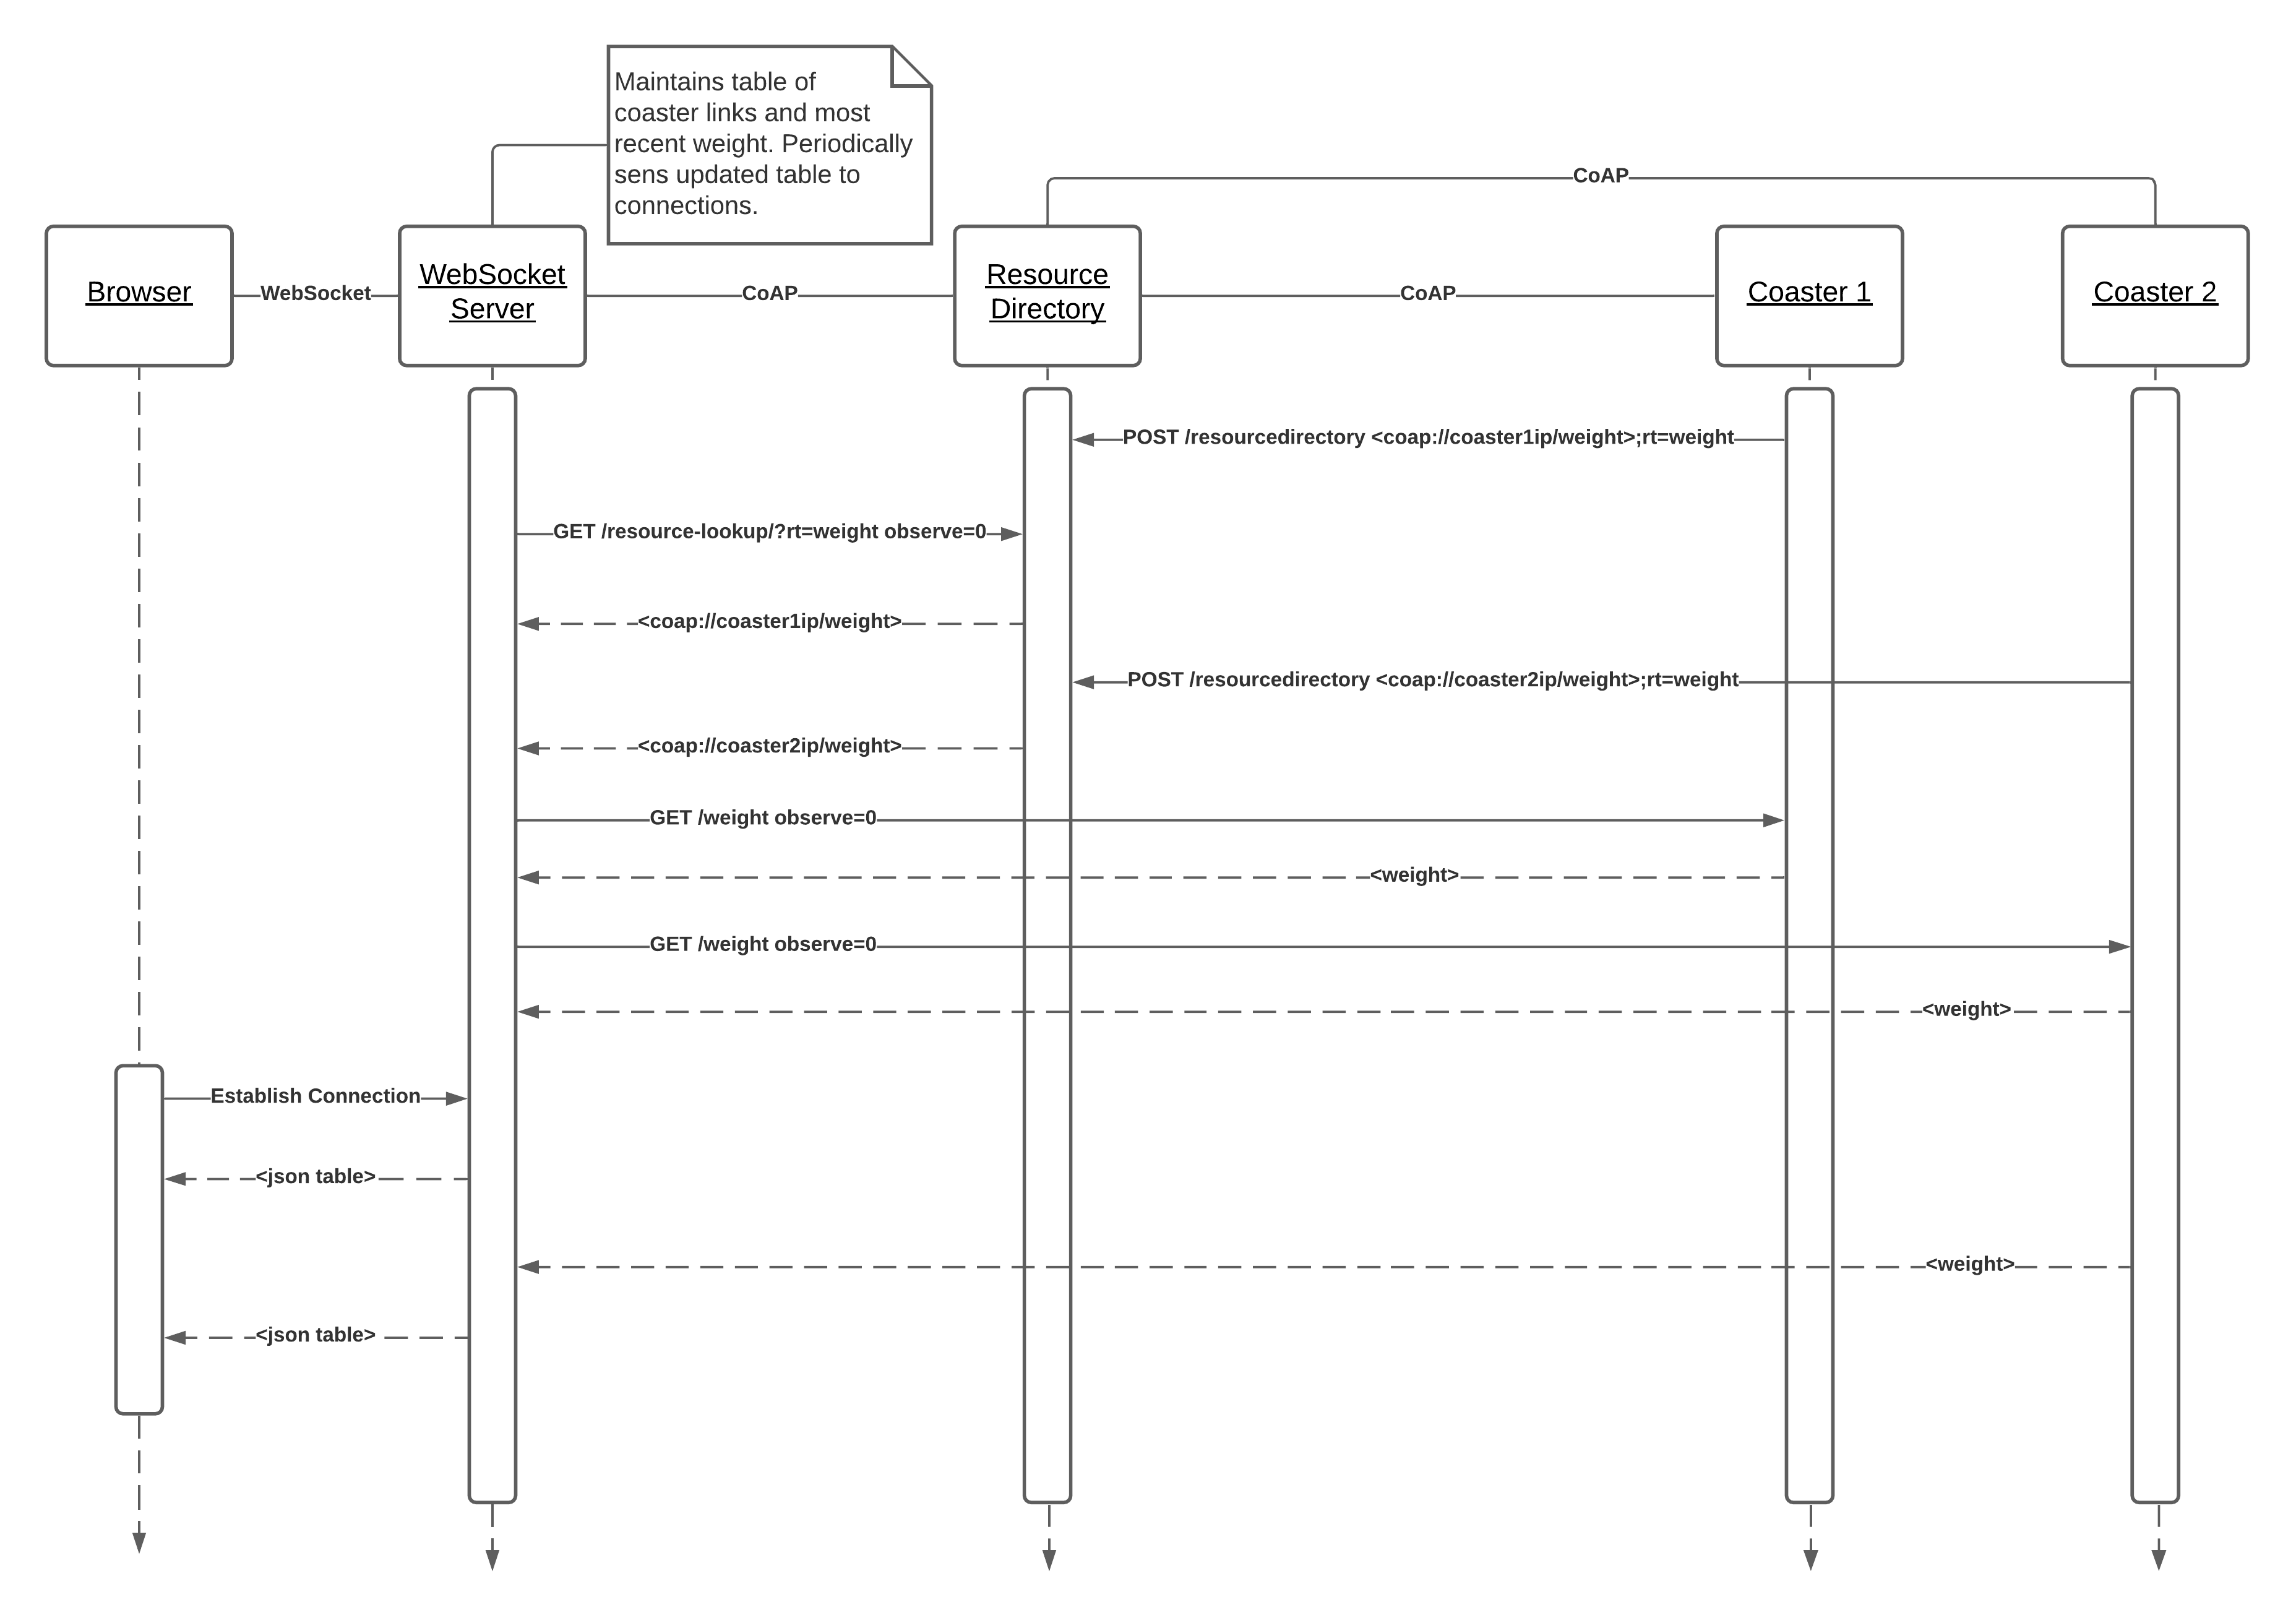 Maintains table of
coaster links and most
recent weight. Periodically
sens updated table to
connections.
CoAP
Browser
WebSocket
WebSocket
Server
CoAP
Resource
Directory
CoAP
Coaster 1
Coaster 2
POST /resourcedirectory <coap://coaster1ip/weight>;rt=weight
GET /resource-lookup/?rt=weight observe=0
<coap://coaster1ip/weight>
POST /resourcedirectory <coap://coaster2ip/weight>;rt=weight
<coap://coaster2ip/weight>
GET /weight observe=0
<weight>
GET /weight observe=0
<weight>
Establish Connection
<json table>
<weight>
<json table>